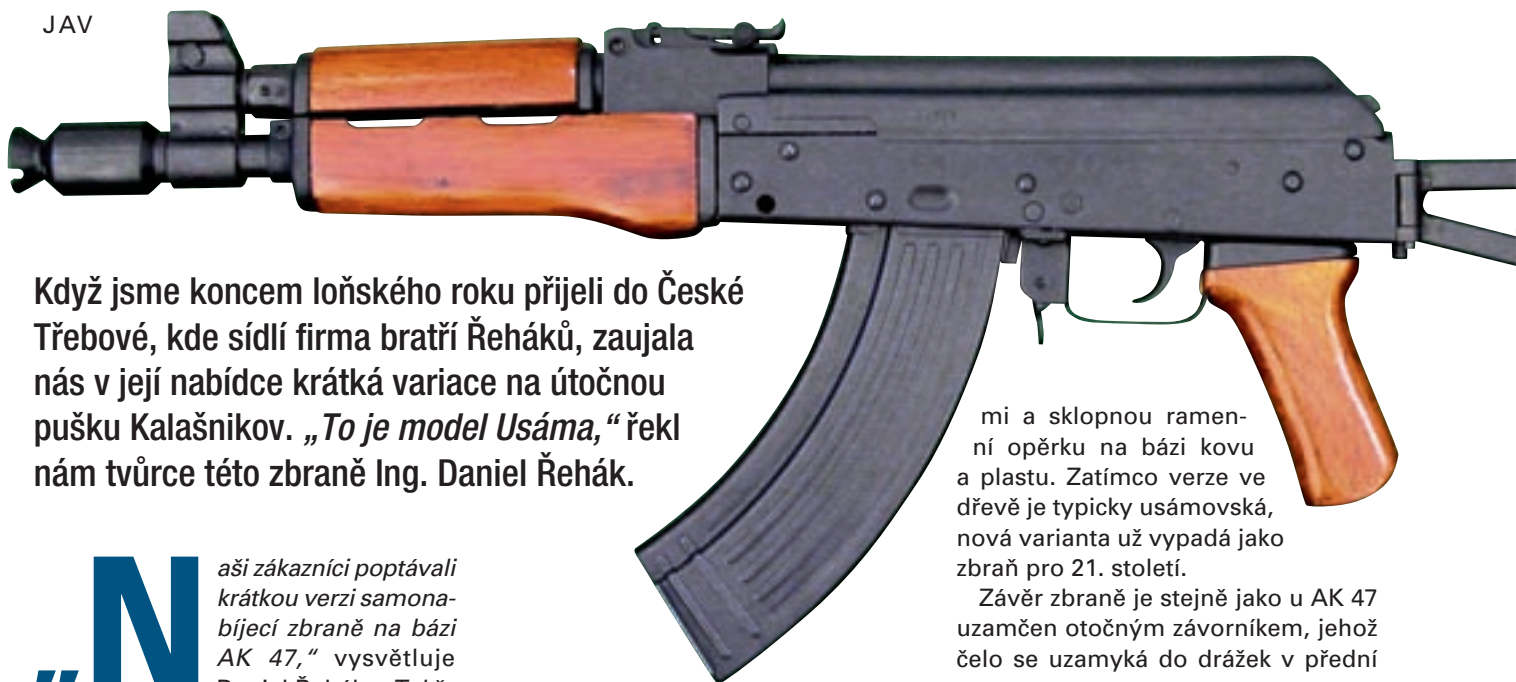 JAV
Když jsme koncem loňského roku přijeli do České
Třebové, kde sídlí firma bratří Řeháků, zaujala
nás v její nabídce krátká variace na útočnou
pušku Kalašnikov. „To je model Usáma,“ řekl
nám tvůrce této zbraně Ing. Daniel Řehák.
„Naši zákazníci poptávali
krátkou verzi samona-
bíjecí zbraně na bázi
AK 47,“ vysvětluje
mi a sklopnou ramen-
ní opěrku na bázi kovu
a plastu. Zatímco verze ve
dřevě je typicky usámovská,
nová varianta už vypadá jako
zbraň pro 21. století.
Závěr zbraně je stejně jako u AK 47
uzamčen otočným závorníkem, jehož
čelo se uzamyká do drážek v přední